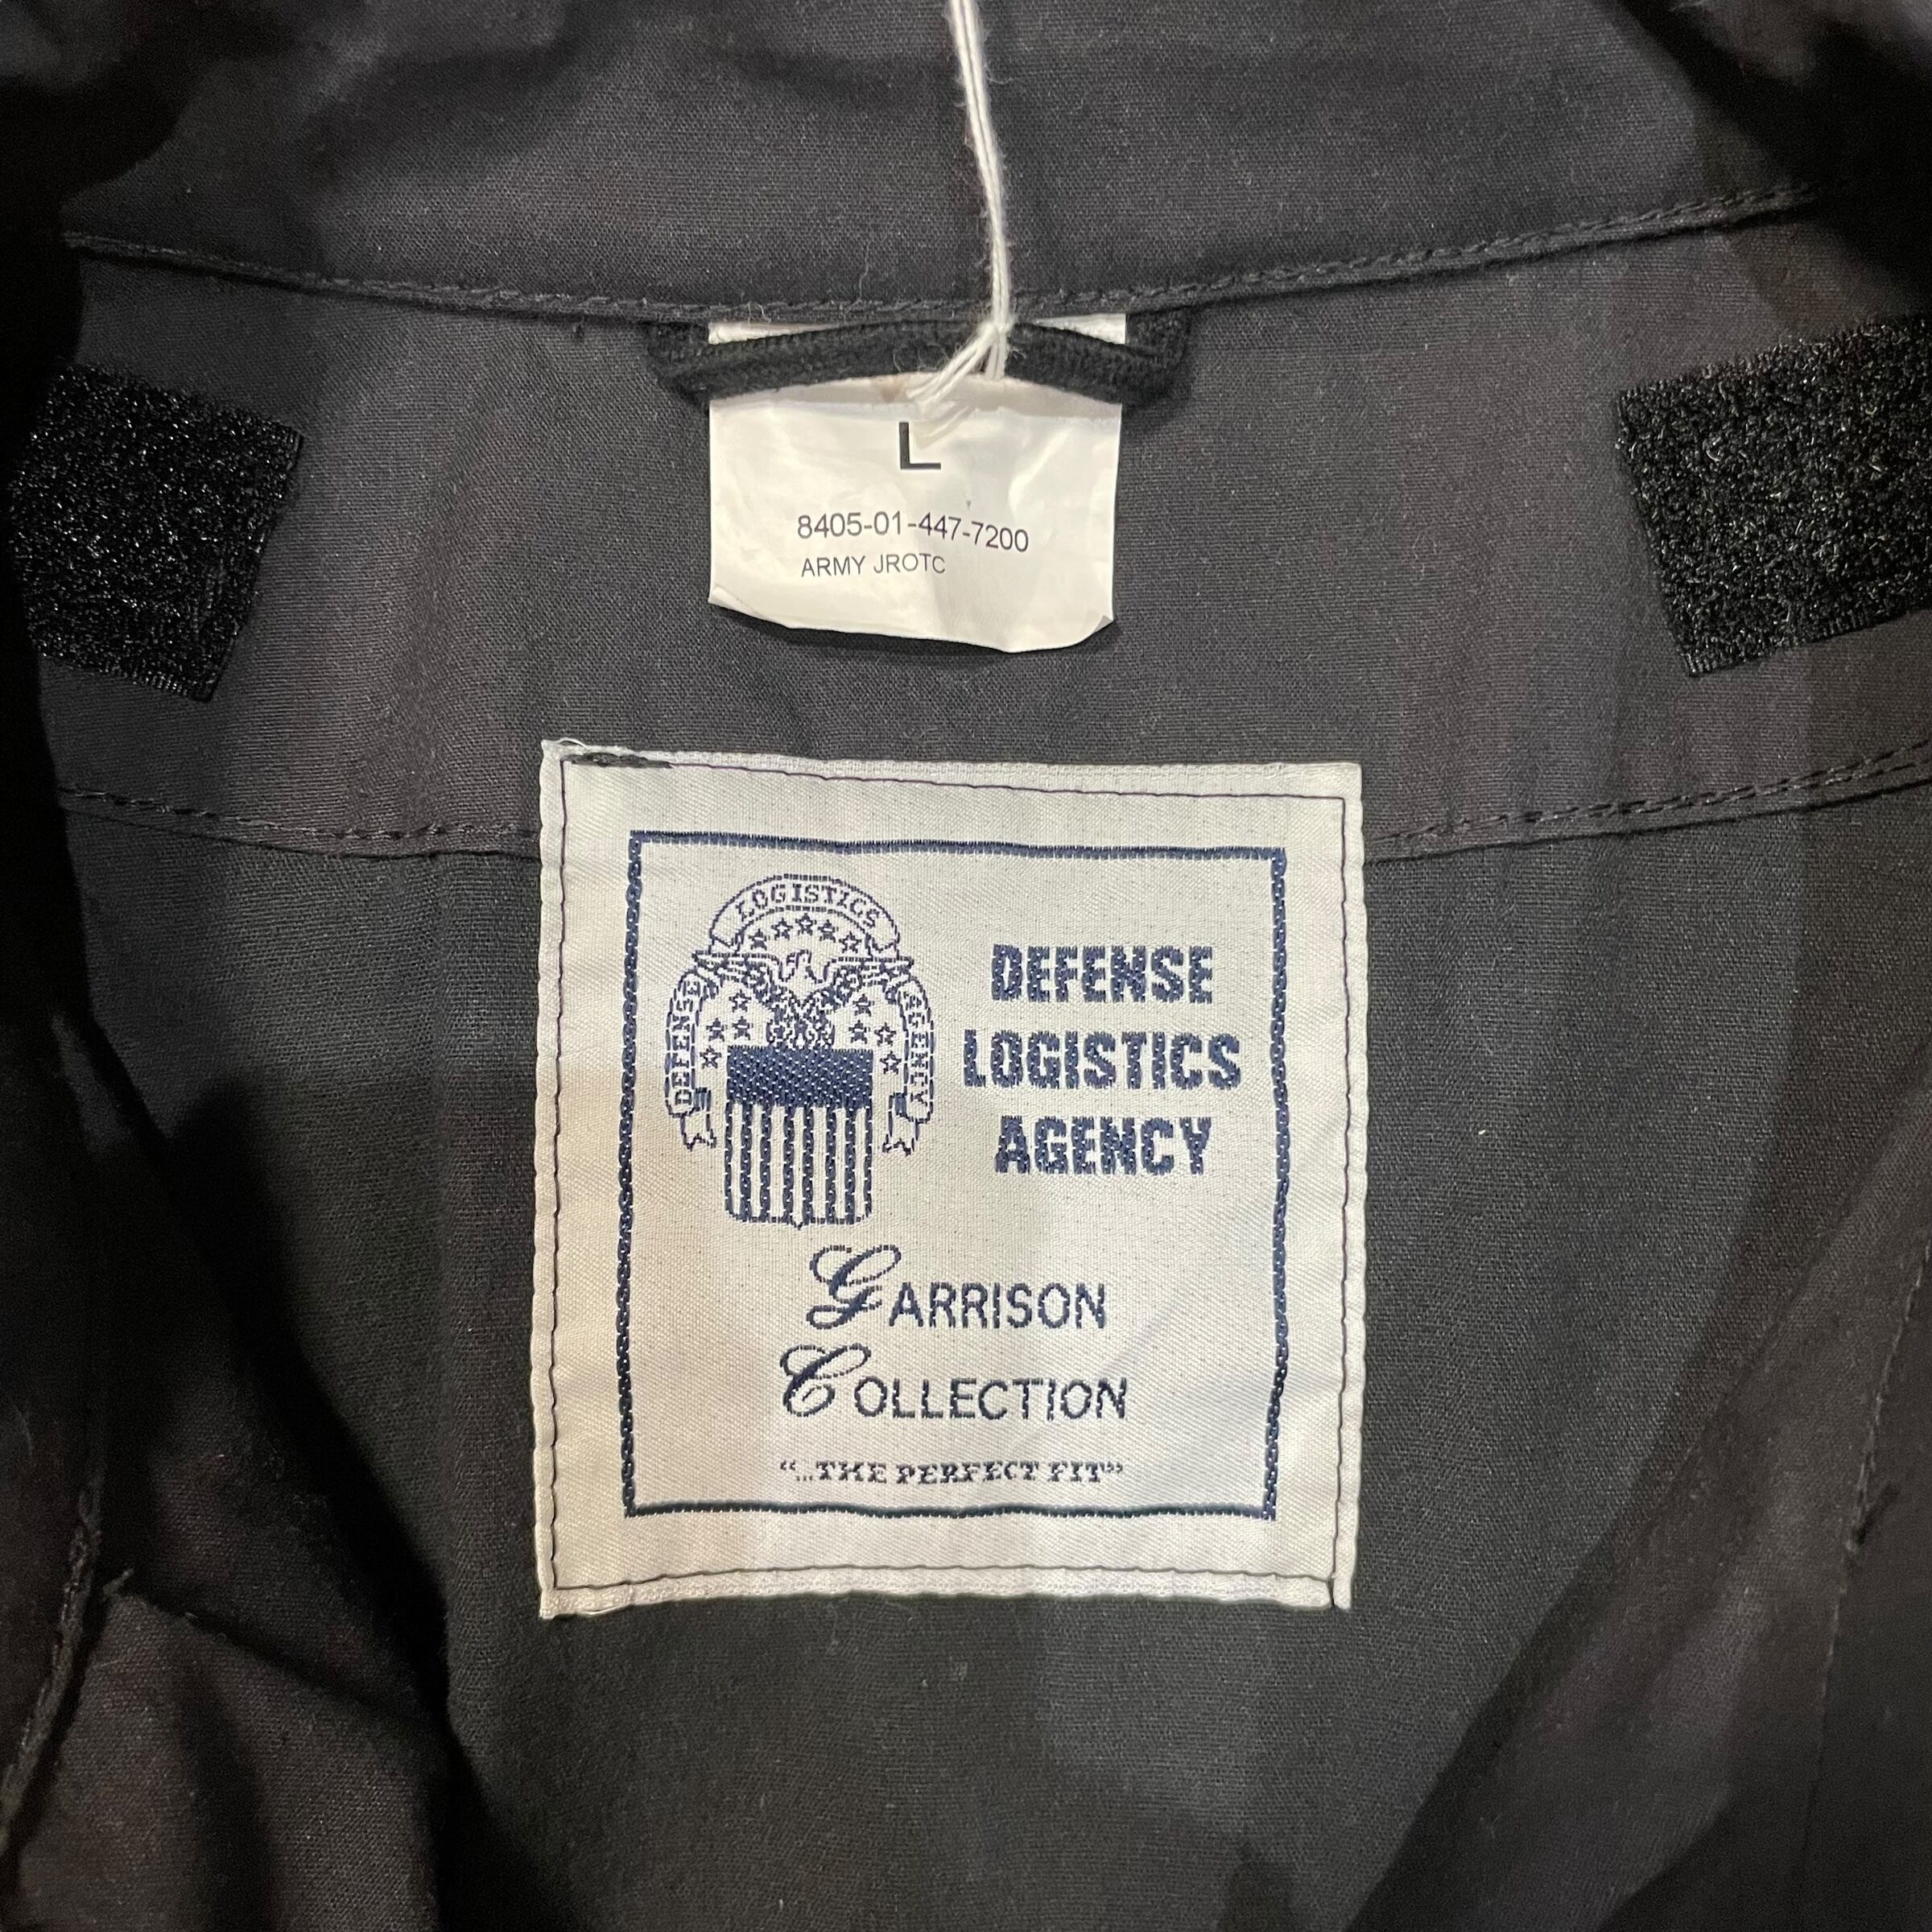 L
8405-01-447-7200
ARMY JROTC
LOGISTICS
DEFENSE
AGENCY
DEFENSE
LOGISTICS
AGENCY
GARRISON
COLLECTION
"...THE PERFECT FIT"